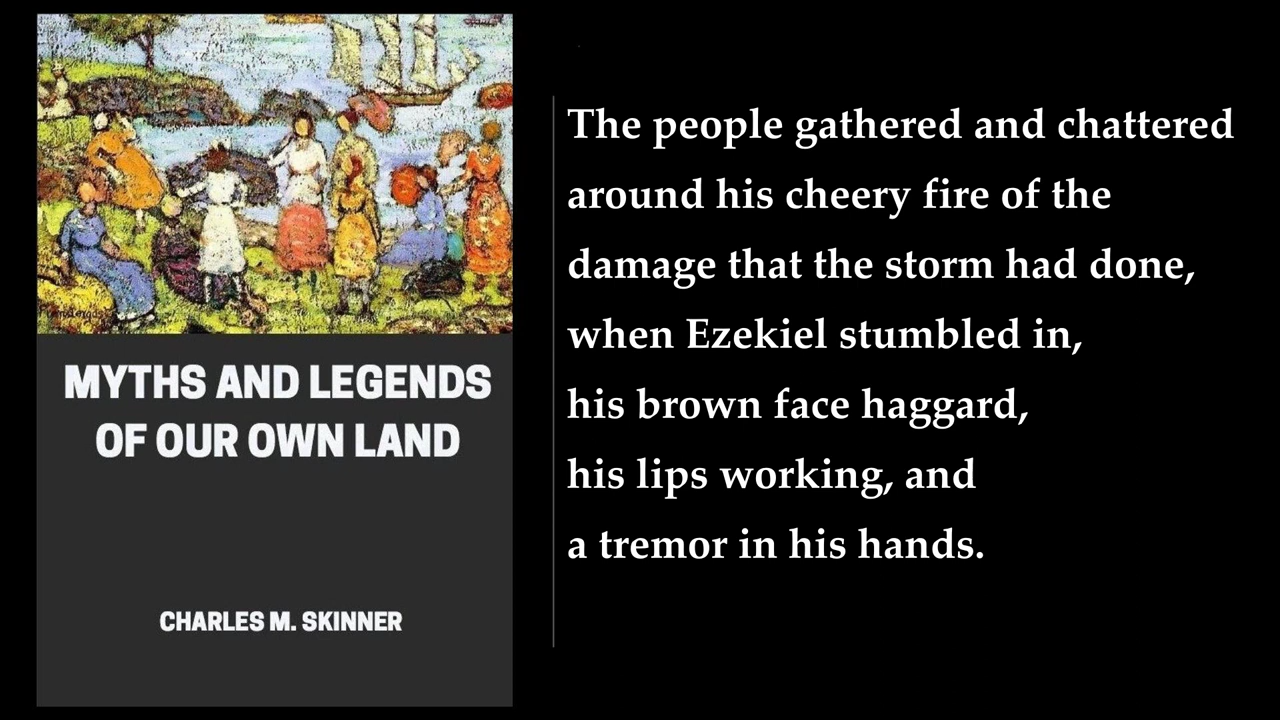 MYTHS AND LEGENDS
OF OUR OWN LAND
CHARLES M. SKINNER
The people gathered and chattered
around his cheery fire of the
damage that the storm had done,
when Ezekiel stumbled in,
his brown face haggard,
his lips working, and
a tremor in his hands.